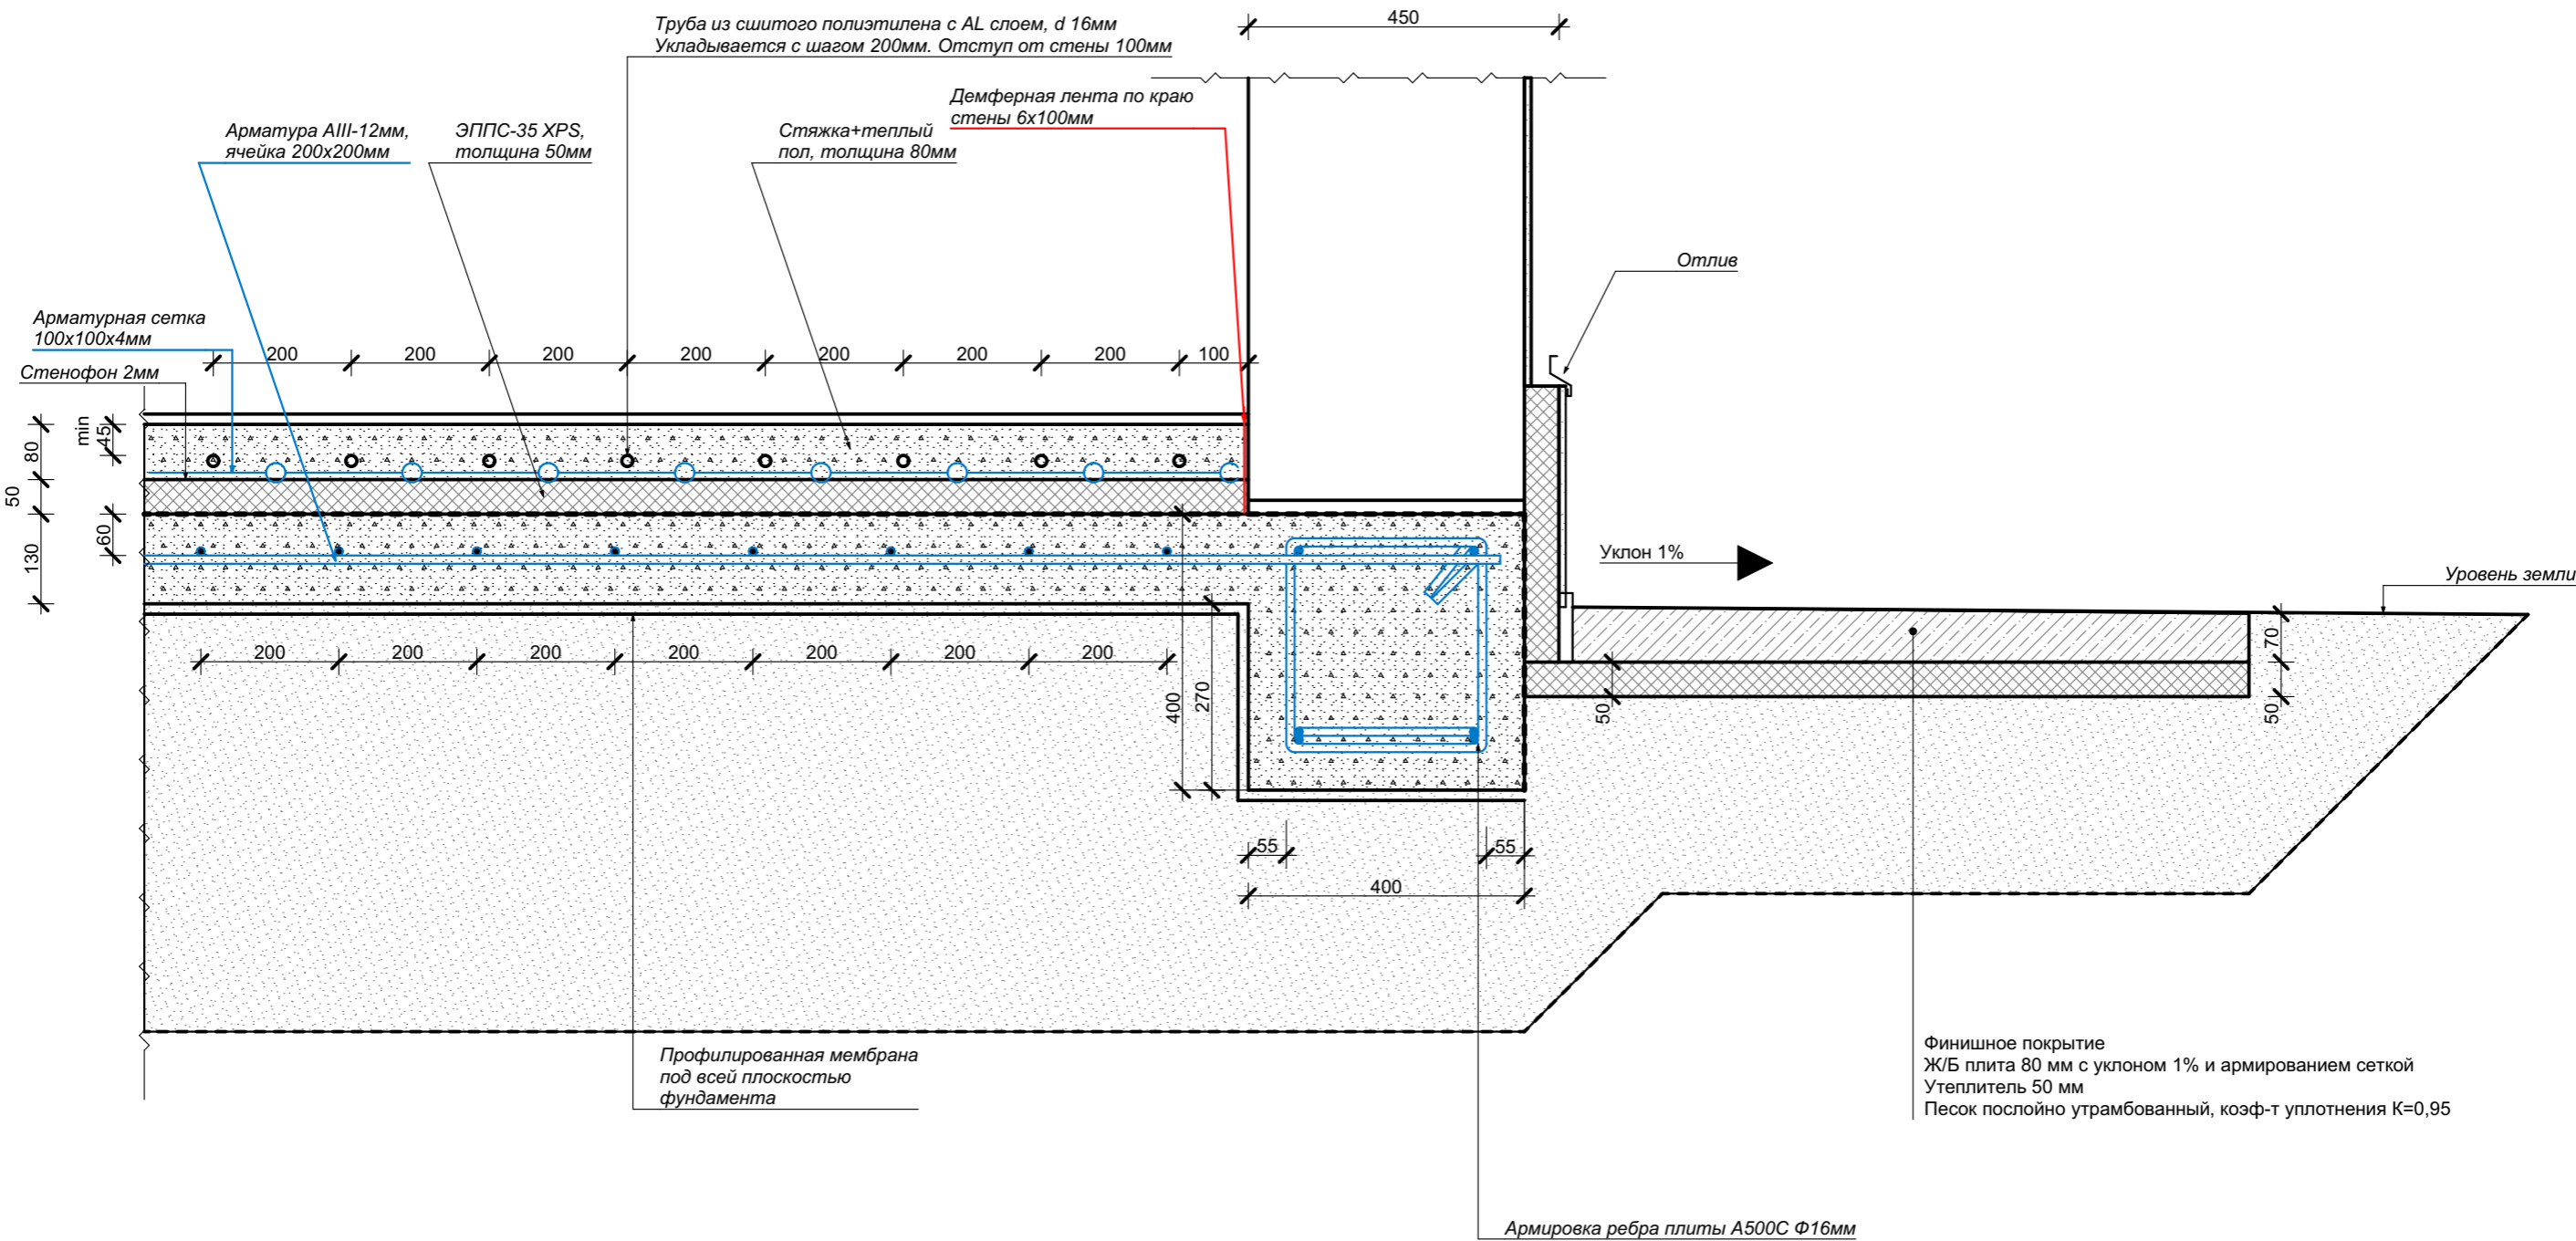 450
Труба из сшитого полиэтилена с AL слоем, d 16мм
Укладывается с шагом 200мм. Отступ от стены 100мм
Демферная лента по краю
стены 6х100мм
Арматура АIII-12мм,
ячейка 200х200мм
ЭППС-35 XPS,
толщина 50мм
Стяжка+теплый
пол, толщина 80мм
Отлив
Арматурная сетка
100х100х4мм
200 200 200 200 200 200 200 100
Стенофон 2мм
80
min
45
50
60
130
Уклон 1%
Уровень земли
200 200 200 200 200 200 200
400
270
50
70
50
55
55
400
Профилированная мембрана
под всей плоскостью
фундамента
Финишное покрытие
Ж/Б плита 80 мм с уклоном 1% и армированием сеткой
Утеплитель 50 мм
Песок послойно утрамбованный, коэф-т уплотнения К=0,95
Армировка ребра плиты А500С Ф16мм